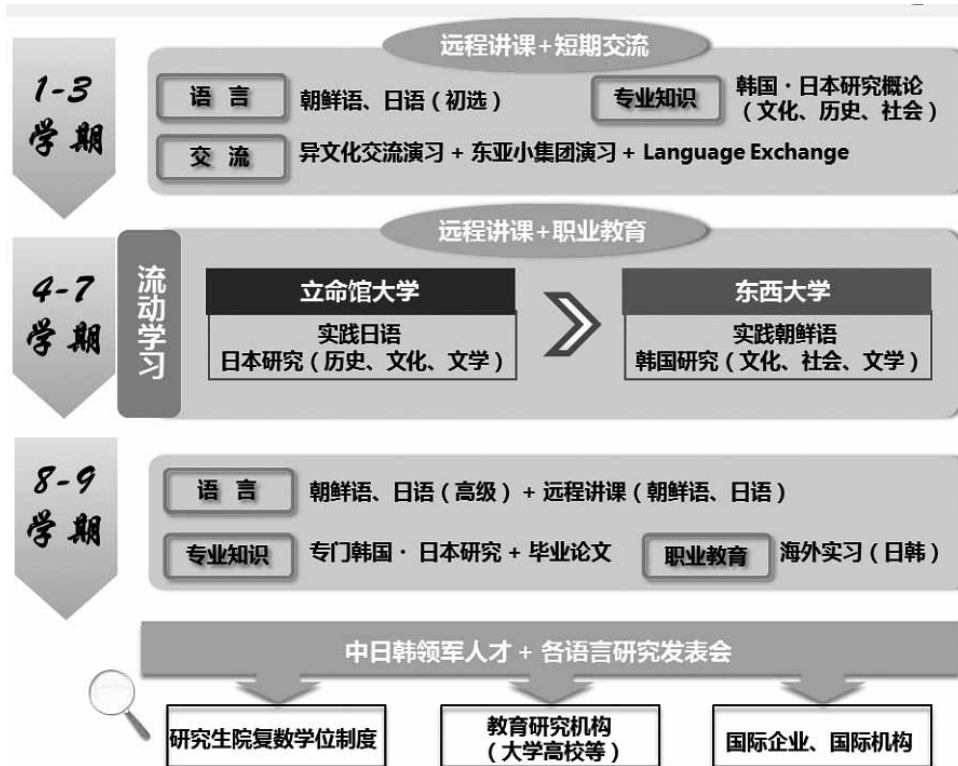 远程讲课+短期交流
1-3
学期
语言
朝鲜语、日语（初选）
专业知识
韩国·日本研究概论
（文化、历史、社会）
交流
异文化交流演习 + 东亚小集团演习 + Language Exchange
远程讲课+职业教育
4-7
学期
流动学习
立命馆大学
实践日语
日本研究（历史、文化、文学）
东西大学
实践朝鲜语
韩国研究（文化、社会、文学）
8-9
学期
语言
朝鲜语、日语（高级）+ 远程讲课（朝鲜语、日语）
专业知识
专门韩国· 日本研究 + 毕业论文
职业教育
海外实习（日韩）
中日韩领军人才 + 各语言研究发表会
研究生院复数学位制度
教育研究机构
（大学高校等）
国际企业、国际机构